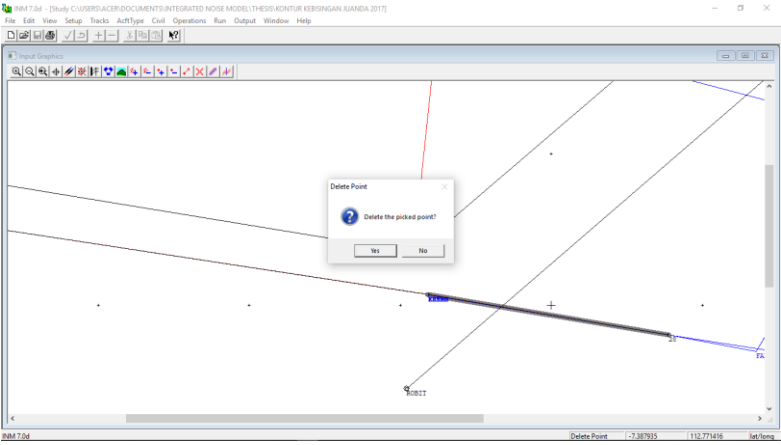 INM 7.0d - [Study C:\USERS\ACER\DOCUMENTS\INTEGRATED NOISE MODEL\THESIS\KONTUR KEBISINGAN JUANDA 2017]
File Edit View Setup Tracks AcftType Civil Operations Run Output Window Help
Input Graphics
Delete Point
Delete the picked point?
Yes No
28
FA
ROBIT
INM 7.0d Delete Point -7.387935 112.771416 lat/long